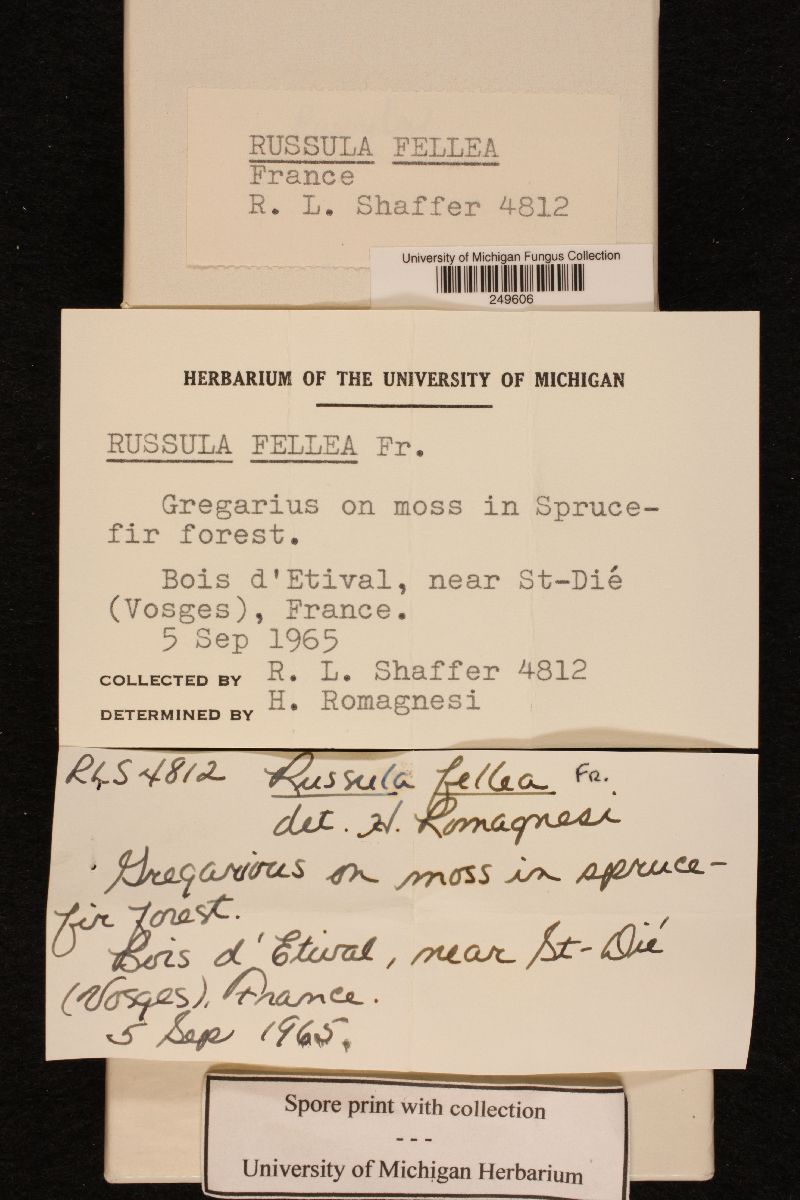 RUSSULA FELLEA
France
R. L. Shaffer 4812
University of Michigan Fungus Collection
249606
HERBARIUM OF THE UNIVERSITY OF MICHIGAN
RUSSULA FELLEA Fr.
Gregarius on moss in Spruce-
fir forest.
Bois d'Etival, near St-Dié
(Vosges), France.
5 Sep 1965
COLLECTED BY R. L. Shaffer 4812
DETERMINED BY H. Romagnesi
RLS 4812 Russula fellea Fr.
det. H. Romagnesi
Gregarious on moss in spruce-
fir forest.
Bois d'Etival, near St-Dié
(Vosges), France.
5 Sep 1965.
Spore print with collection
---
University of Michigan Herbarium